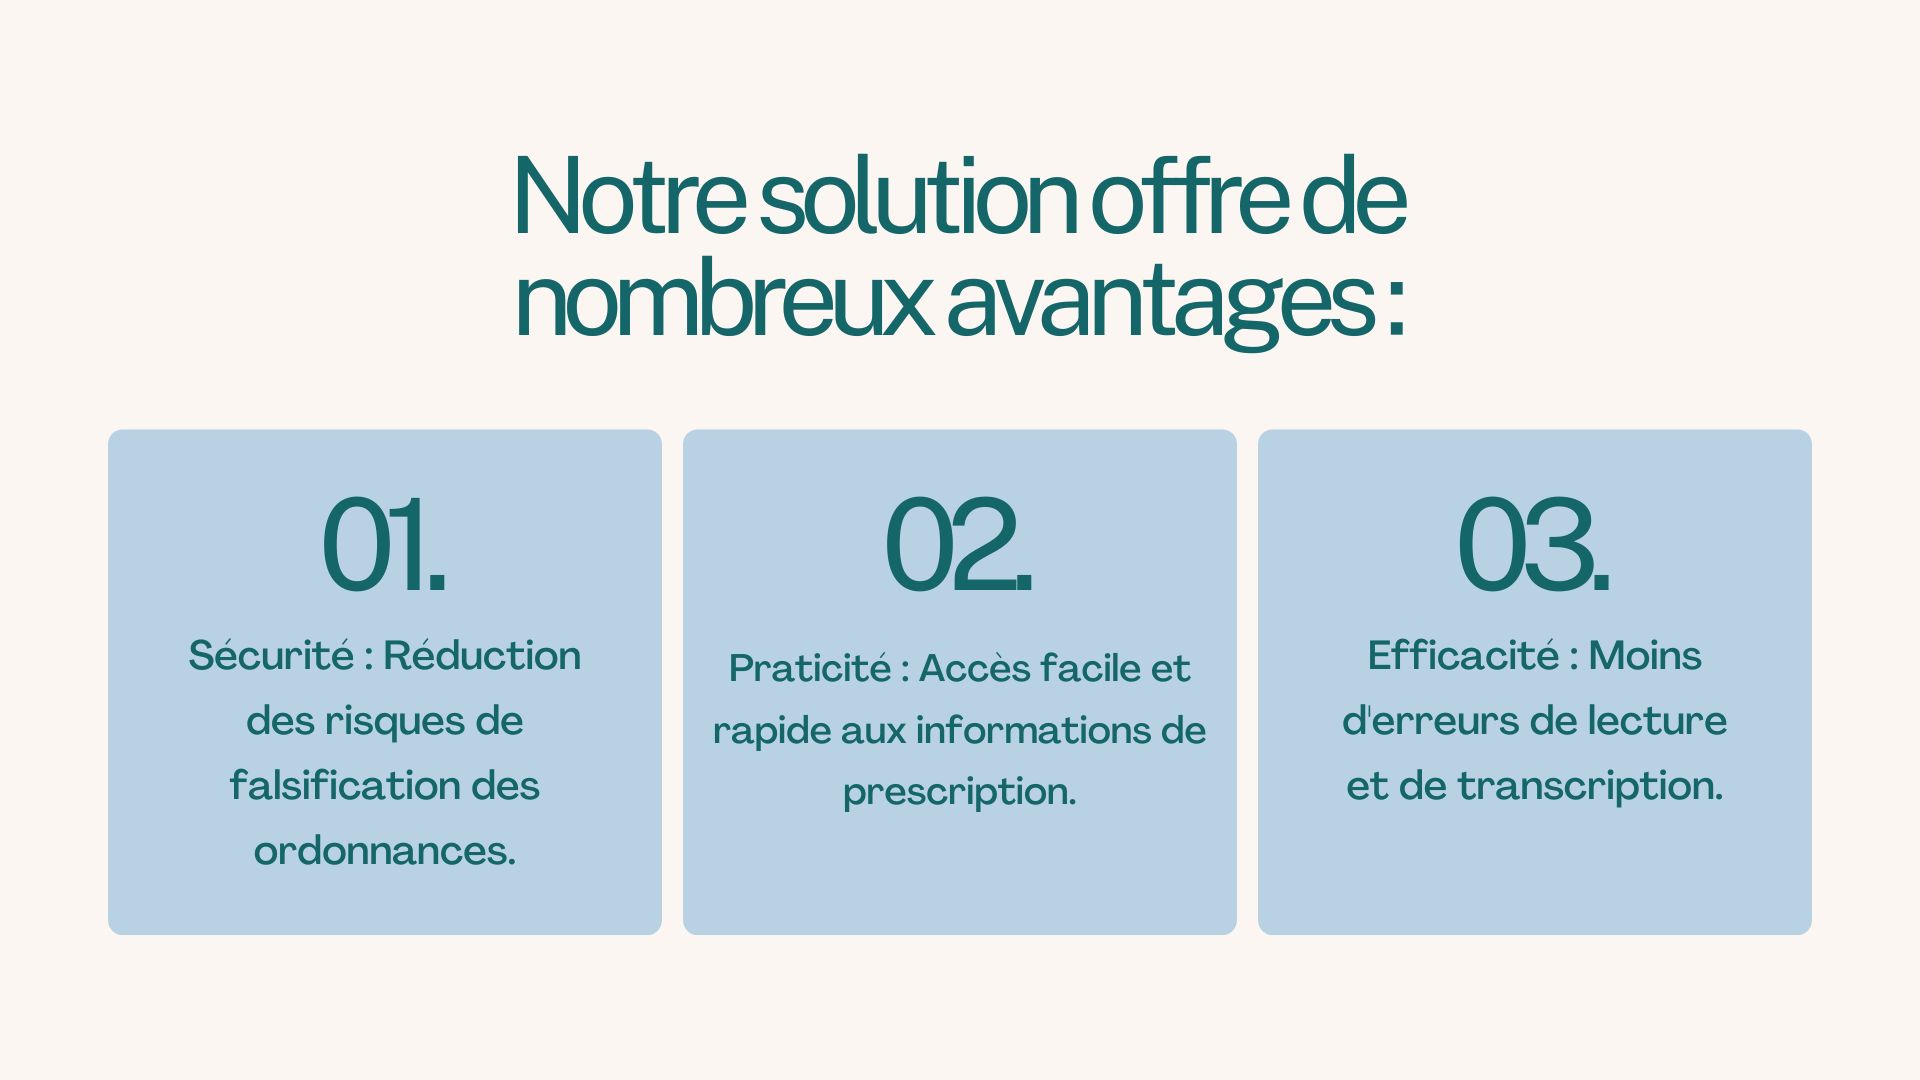 Notre solution offre de
nombreux avantages :
01.
Sécurité : Réduction
des risques de
falsification des
ordonnances.
02.
Praticité : Accès facile et
rapide aux informations de
prescription.
03.
Efficacité : Moins
d'erreurs de lecture
et de transcription.